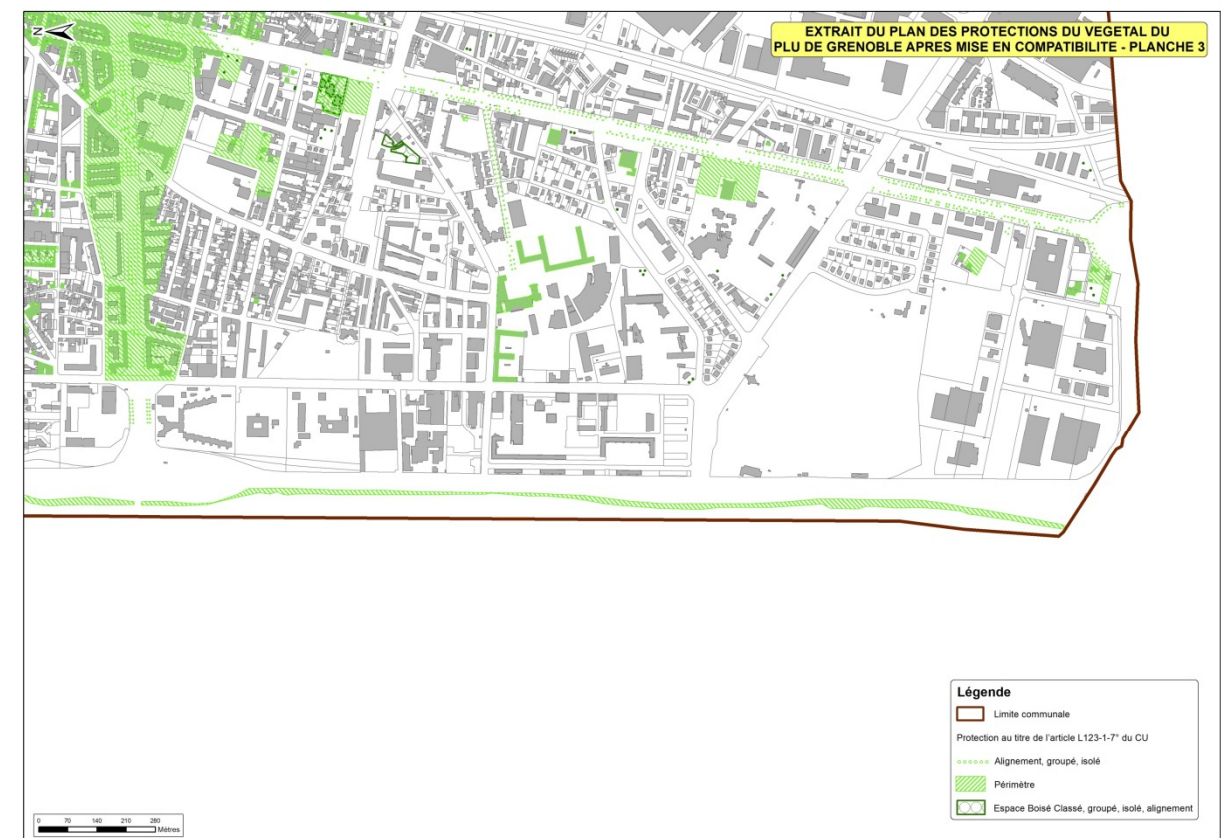 N
EXTRAIT DU PLAN DES PROTECTIONS DU VEGETAL DU
PLU DE GRENOBLE APRES MISE EN COMPATIBILITE - PLANCHE 3
Légende
Limite communale
Protection au titre de l'article L123-1-7° du CU
Alignement, groupé, isolé
Périmètre
Espace Boisé Classé, groupé, isolé, alignement
0 70 140 210 280
Mètres